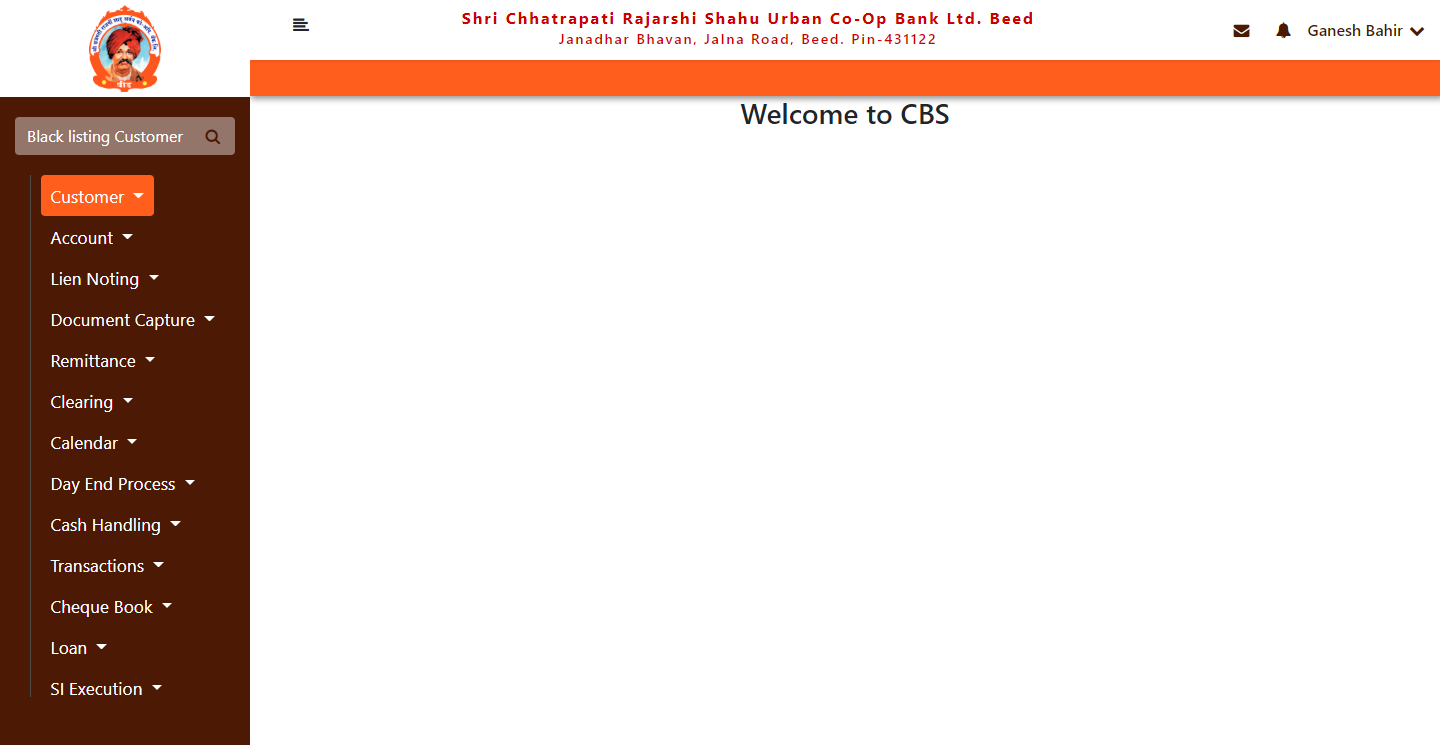 Shri Chhatrapati Rajarshi Shahu Urban Co-Op Bank Ltd. Beed
Janadhar Bhavan, Jalna Road, Beed. Pin-431122
Ganesh Bahir
बीड
Welcome to CBS
Black listing Customer
Customer
Account
Lien Noting
Document Capture
Remittance
Clearing
Calendar
Day End Process
Cash Handling
Transactions
Cheque Book
Loan
SI Execution